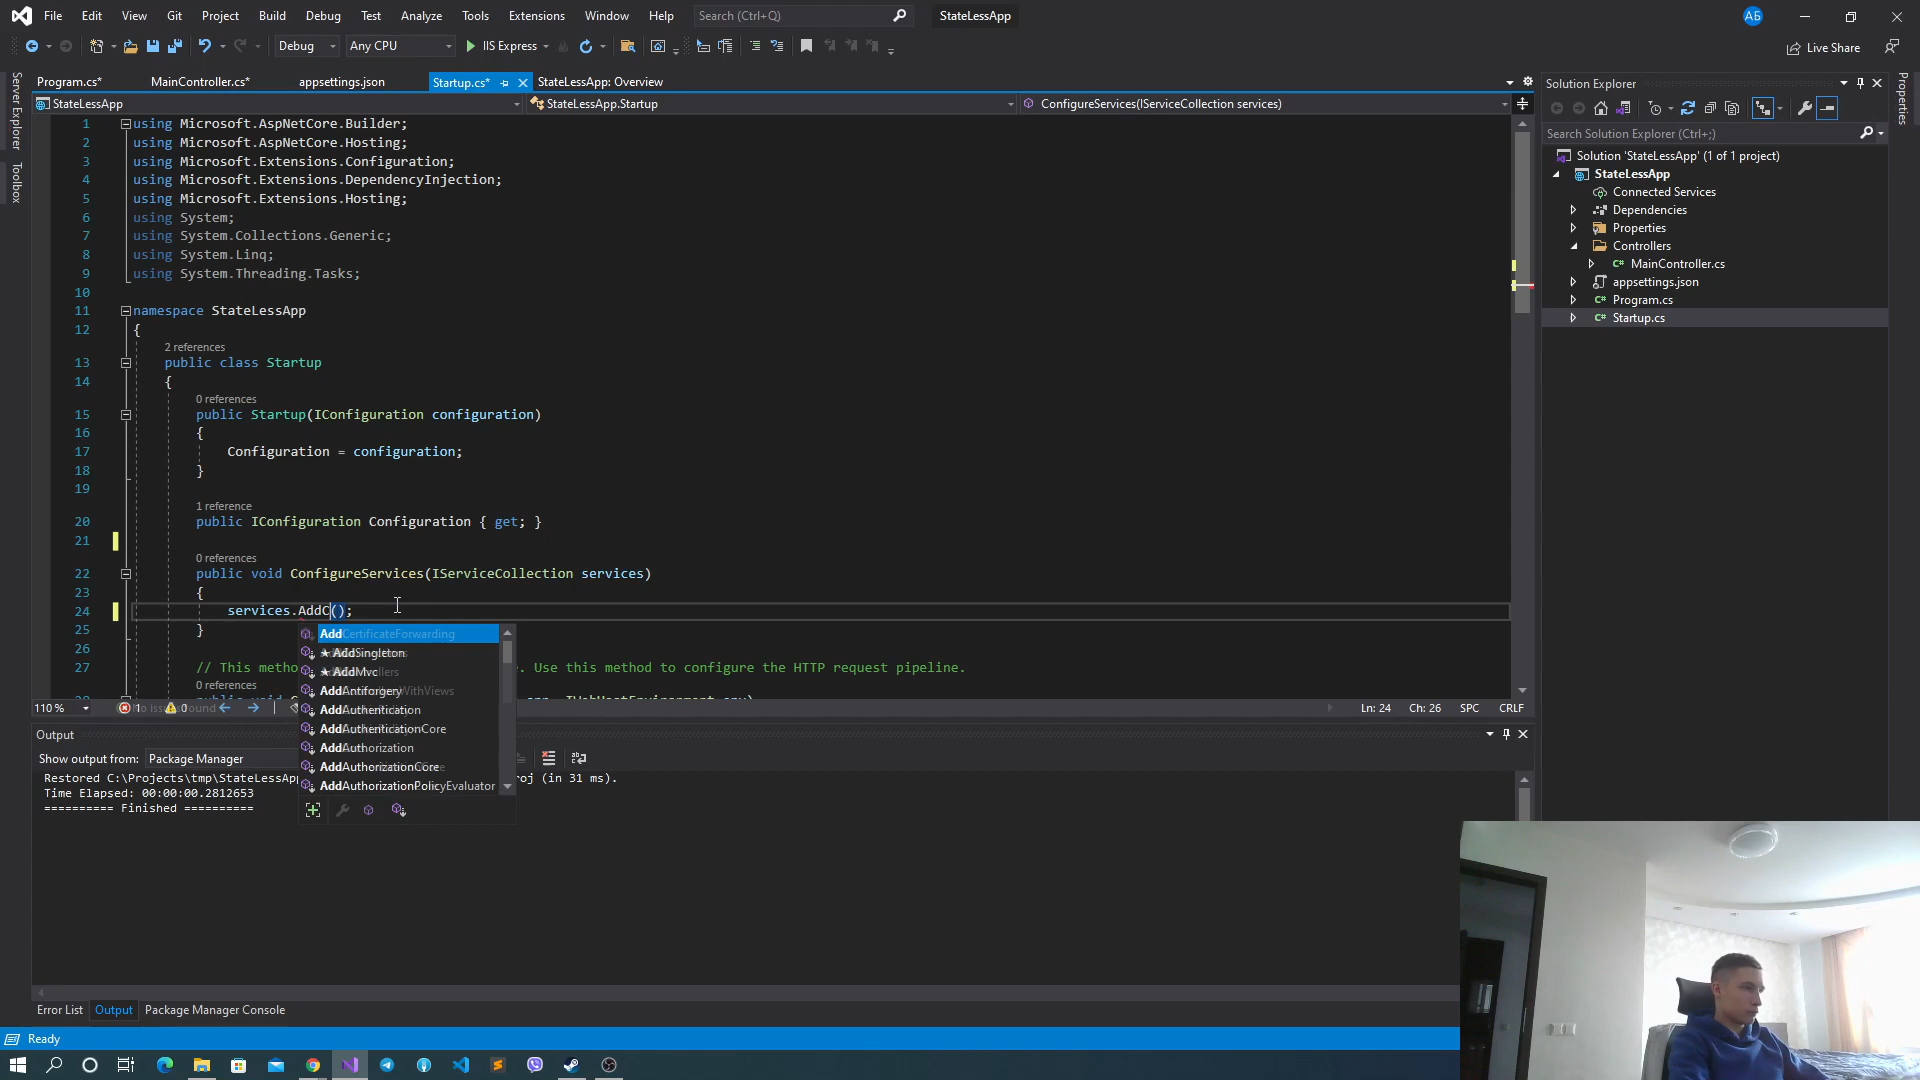 File Edit View Git Project Build Debug Test Analyze Tools Extensions Window Help Search (Ctrl+Q) StateLessApp АБ
Debug Any CPU IIS Express Live Share
Program.cs* MainController.cs* appsettings.json Startup.cs* StateLessApp: Overview
StateLessApp StateLessApp.Startup ConfigureServices(IServiceCollection services)
Server Explorer
Toolbox
1 using Microsoft.AspNetCore.Builder;
2 using Microsoft.AspNetCore.Hosting;
3 using Microsoft.Extensions.Configuration;
4 using Microsoft.Extensions.DependencyInjection;
5 using Microsoft.Extensions.Hosting;
6 using System;
7 using System.Collections.Generic;
8 using System.Linq;
9 using System.Threading.Tasks;
10
11 namespace StateLessApp
12 {
2 references
13 public class Startup
14 {
0 references
15 public Startup(IConfiguration configuration)
16 {
17 Configuration = configuration;
18 }
19
1 reference
20 public IConfiguration Configuration { get; }
21
0 references
22 public void ConfigureServices(IServiceCollection services)
23 {
24 services.AddC();
25 }
26
27 // This metho . Use this method to configure the HTTP request pipeline.
0 references
AddCertificateForwarding
★ AddSingleton
★ AddMvc
AddAntiforgery
AddAuthentication
AddAuthenticationCore
AddAuthorization
AddAuthorizationCore
AddAuthorizationPolicyEvaluator
110 % 1 0 Ln: 24 Ch: 26 SPC CRLF
Output
Show output from: Package Manager
Restored C:\Projects\tmp\StateLessApp roj (in 31 ms).
Time Elapsed: 00:00:00.2812653
========== Finished ==========
Error List Output Package Manager Console
Ready
Solution Explorer
Search Solution Explorer (Ctrl+;)
Solution 'StateLessApp' (1 of 1 project)
StateLessApp
Connected Services
Dependencies
Properties
Controllers
MainController.cs
appsettings.json
Program.cs
Startup.cs
Properties